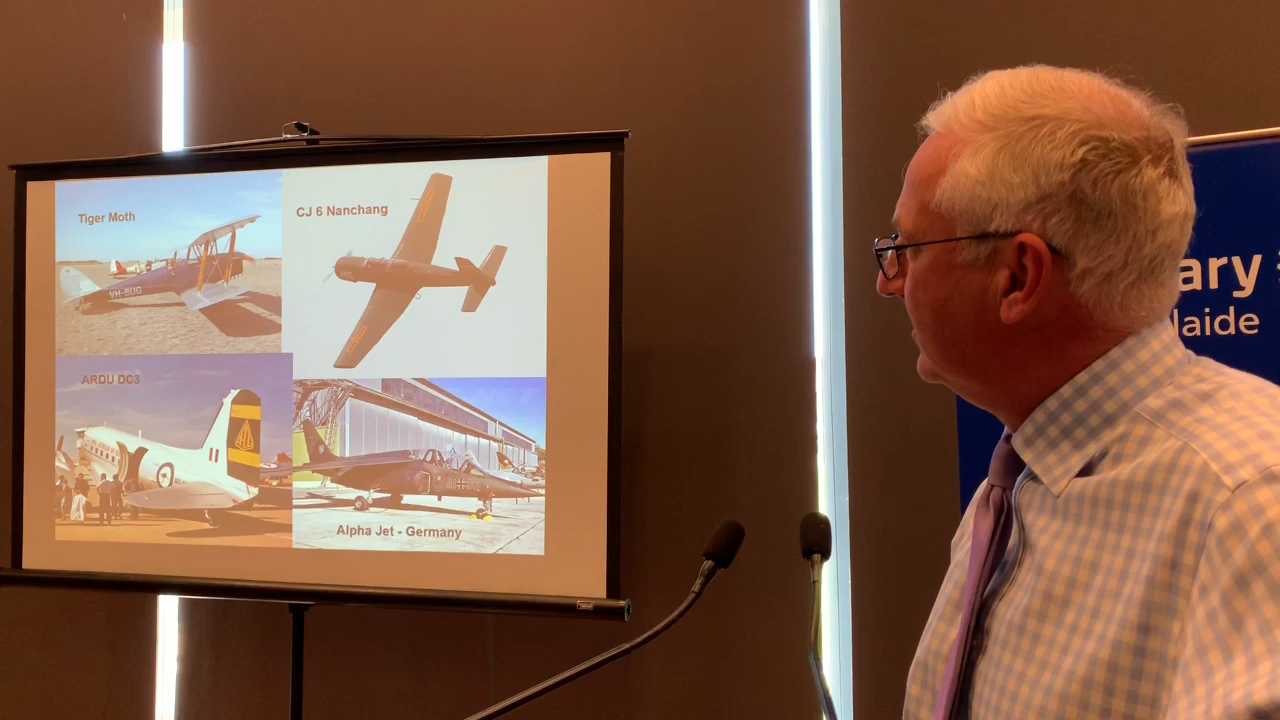 Tiger Moth
CJ 6 Nanchang
VH-BUG
ARDU DC3
Alpha Jet - Germany
ary
laide